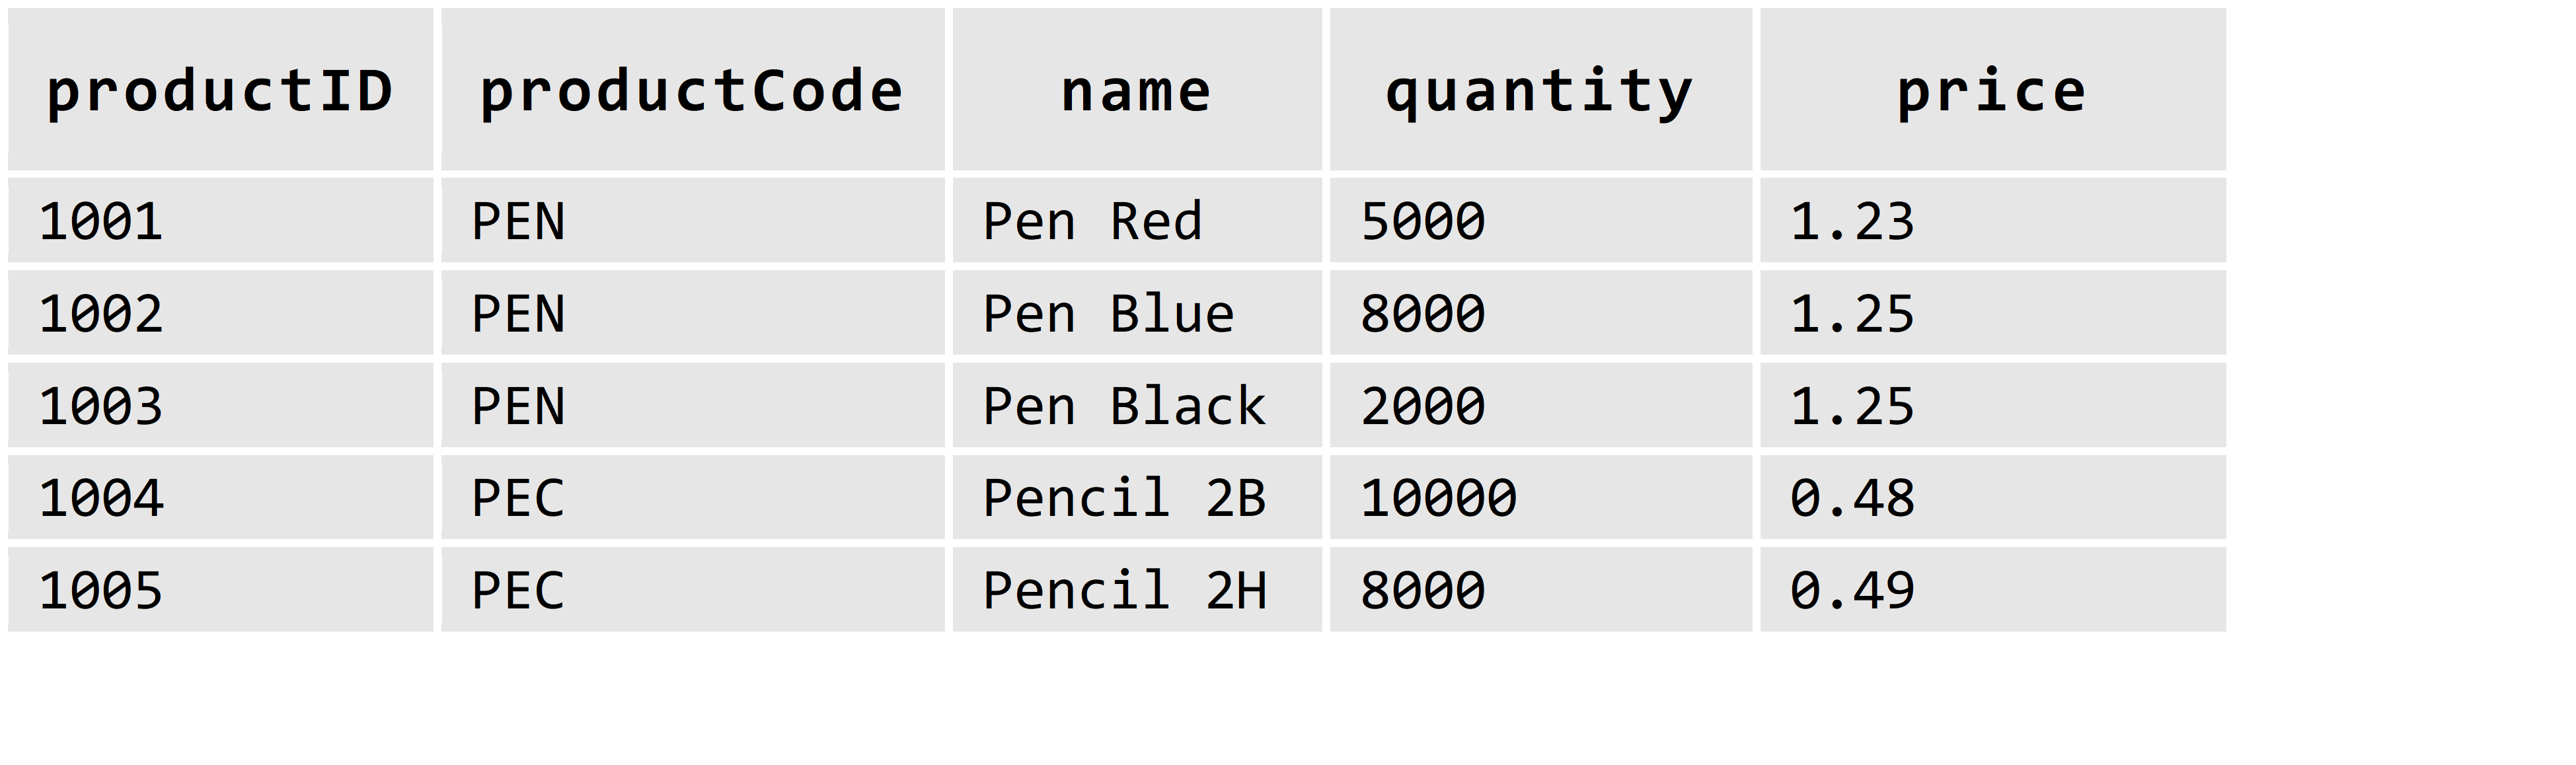 productID productCode name quantity price
1001 PEN Pen Red 5000 1.23
1002 PEN Pen Blue 8000 1.25
1003 PEN Pen Black 2000 1.25
1004 PEC Pencil 2B 10000 0.48
1005 PEC Pencil 2H 8000 0.49